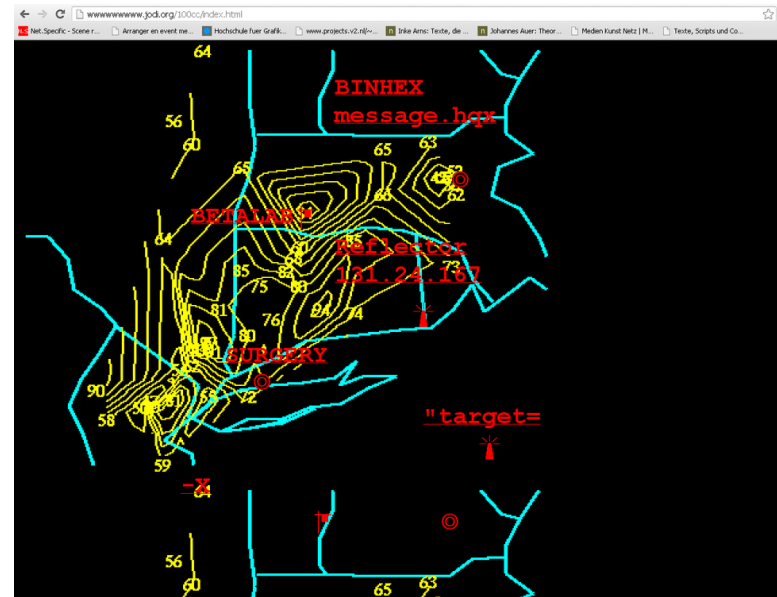 wwwwwwwww.jodi.org/100cc/index.html
Net.Specific - Scene r...
Arranger en event me...
Hochschule fuer Grafik...
www.projects.v2.nl/~...
Inke Arns: Texte, die ...
Johannes Auer: Theor...
Medien Kunst Netz | M...
Texte, Scripts und Co...
64
BINHEX
message.hqx
56
60
63
65
65
62
66
BETALAB
64
Reflector
85
73
131.24.167
85
75
81
76
94
74
80
SURGERY
90
58
72
"target=
59
-X
64
56
60
65
63